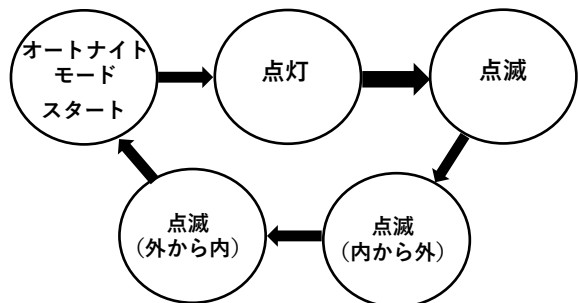 オートナイト
モード
スタート
点灯
点滅
点滅
（内から外）
点滅
（外から内）